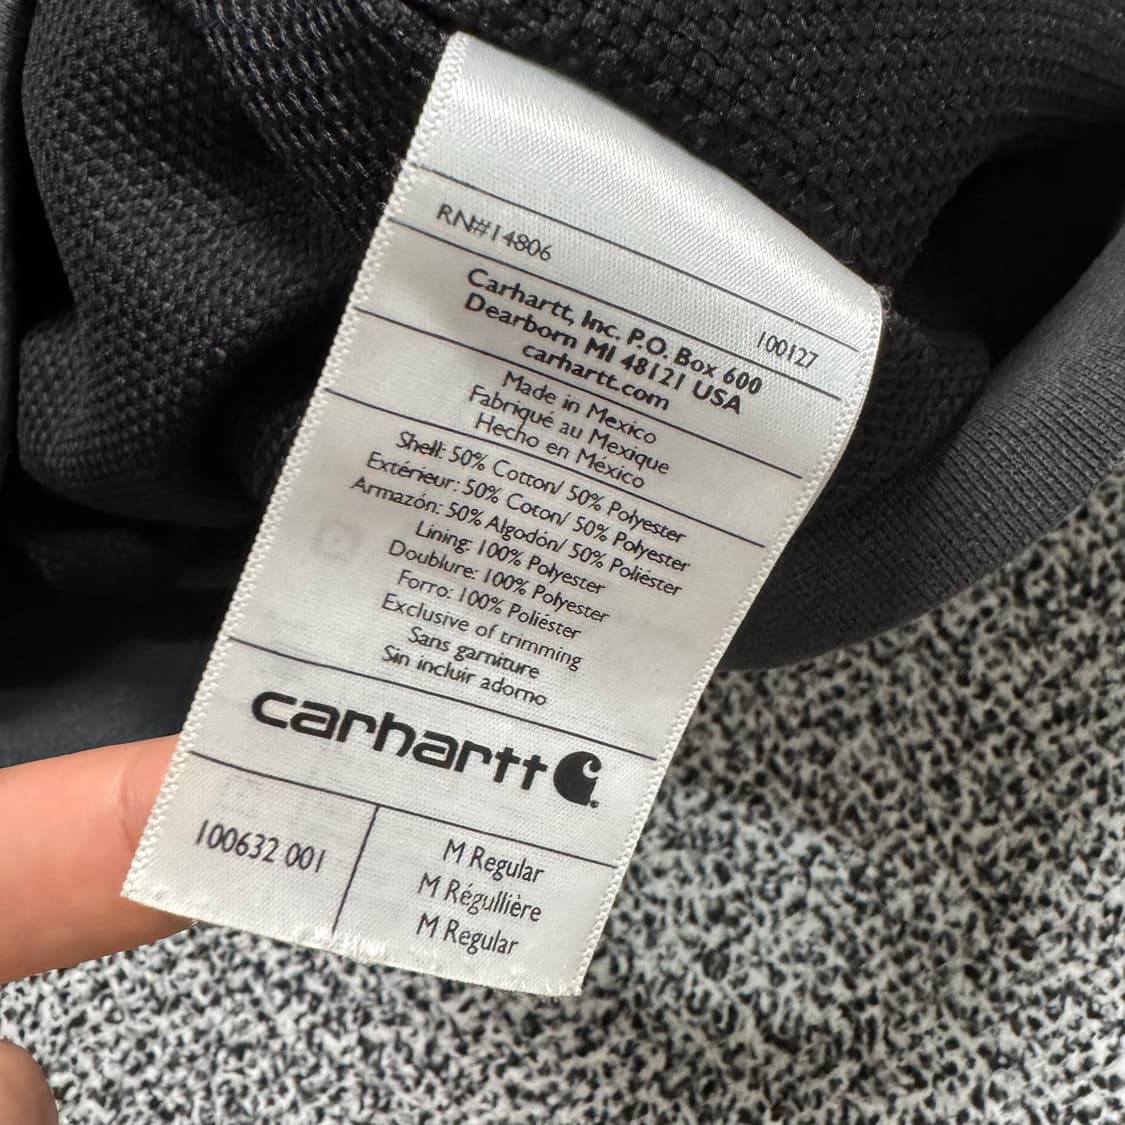 RN#14806
100127
Carhartt, Inc. P.O. Box 600
Dearborn MI 48121 USA
carhartt.com
Made in Mexico
Fabriqué au Mexique
Hecho en México
Shell: 50% Cotton/ 50% Polyester
Extérieur: 50% Coton/ 50% Polyester
Armazón: 50% Algodón/ 50% Poliéster
Lining: 100% Polyester
Doublure: 100% Polyester
Forro: 100% Poliéster
Exclusive of trimming
Sans garniture
Sin incluir adorno
carhartt
100632 001
M Regular
M Régullière
M Regular